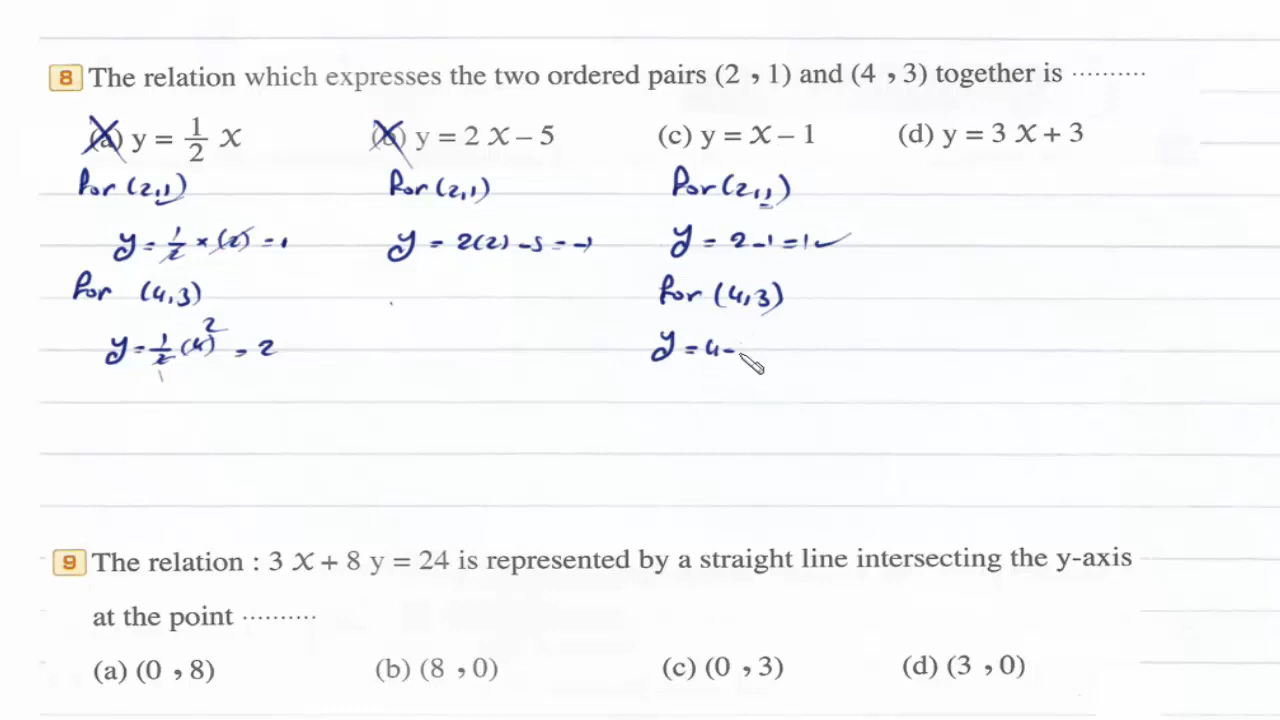 8 The relation which expresses the two ordered pairs (2 , 1) and (4 , 3) together is ..........
(a) y = 1/2 x (b) y = 2 x – 5 (c) y = x – 1 (d) y = 3 x + 3
for (2,1) for (2,1) for (2,1)
y = 1/2 × (2) = 1 y = 2(2) -5 = -1 y = 2-1 = 1 ✓
for (4,3) for (4,3)
y = 1/2 (4) 2 = 2 y = 4-
9 The relation : 3 x + 8 y = 24 is represented by a straight line intersecting the y-axis
at the point ..........
(a) (0 , 8) (b) (8 , 0) (c) (0 , 3) (d) (3 , 0)